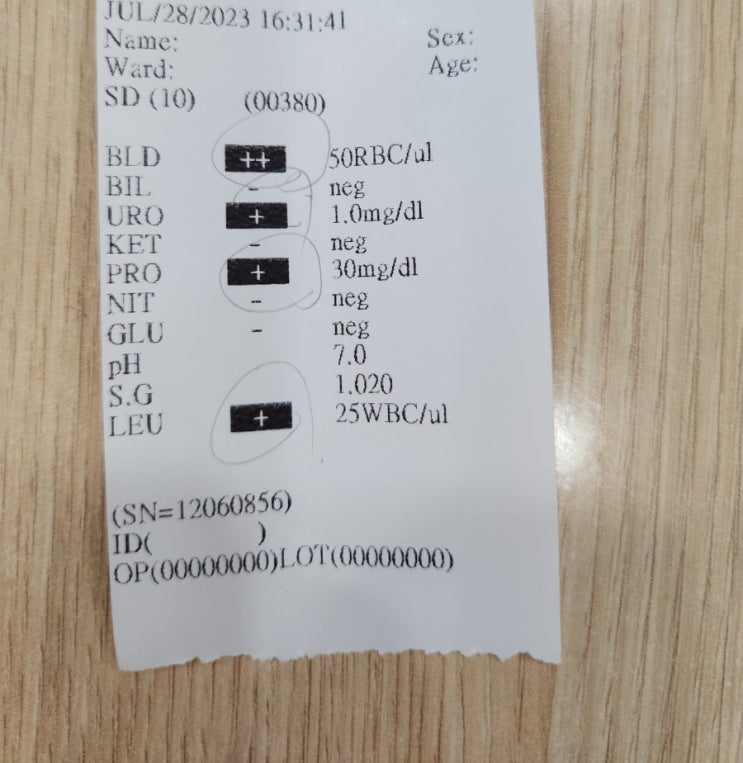 JUL/28/2023 16:31:41
Name: Sex:
Ward: Age:
SD (10) (00380)
BLD ++ 50RBC/ul
BIL - neg
URO + 1.0mg/dl
KET - neg
PRO + 30mg/dl
NIT - neg
GLU - neg
pH 7.0
S.G 1.020
LEU + 25WBC/ul
(SN=12060856)
ID( )
OP(00000000)LOT(00000000)